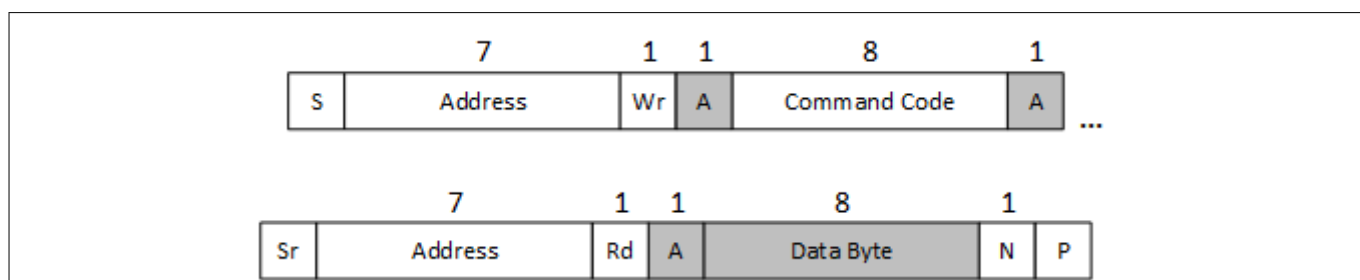 7 1 1 8 1
S Address Wr A Command Code A ...
7 1 1 8 1
Sr Address Rd A Data Byte N P